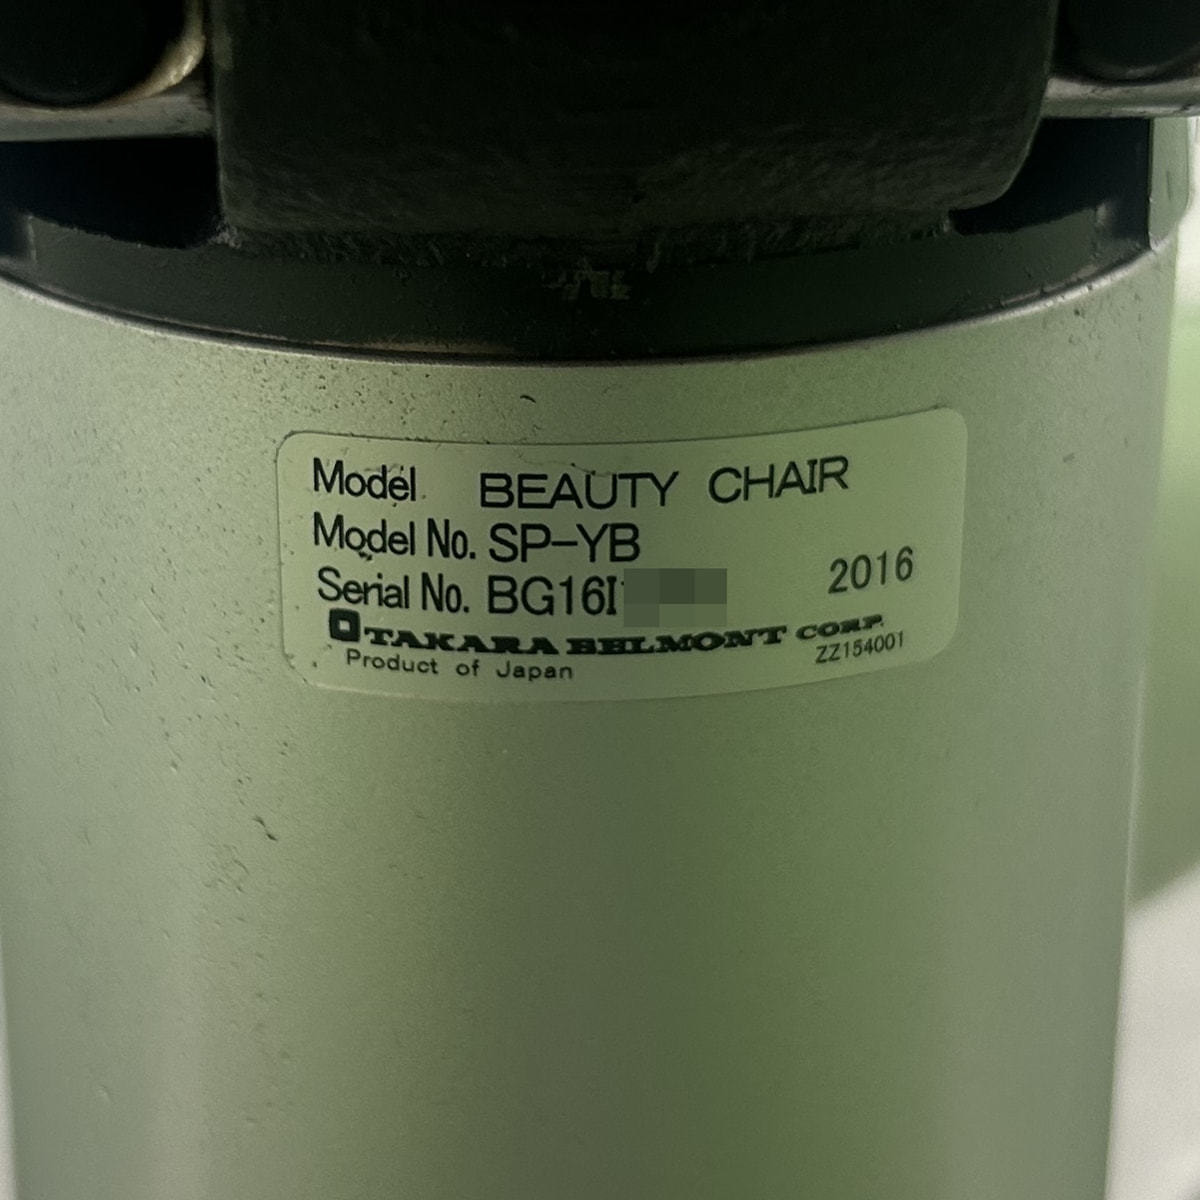 Model BEAUTY CHAIR
Model No. SP-YB
Serial No. BG16I
2016
TAKARA BELMONT CORP.
Product of Japan
ZZ154001